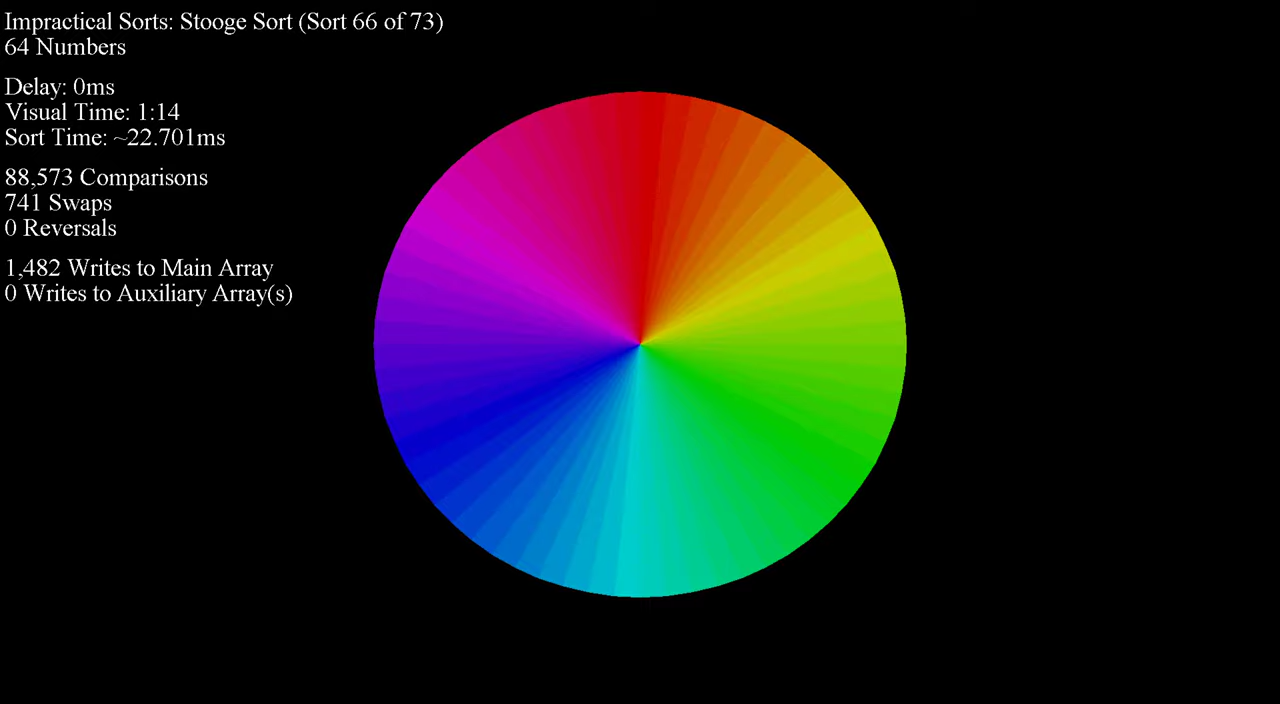 Impractical Sorts: Stooge Sort (Sort 66 of 73)
64 Numbers
Delay: 0ms
Visual Time: 1:14
Sort Time: ~22.701ms
88,573 Comparisons
741 Swaps
0 Reversals
1,482 Writes to Main Array
0 Writes to Auxiliary Array(s)